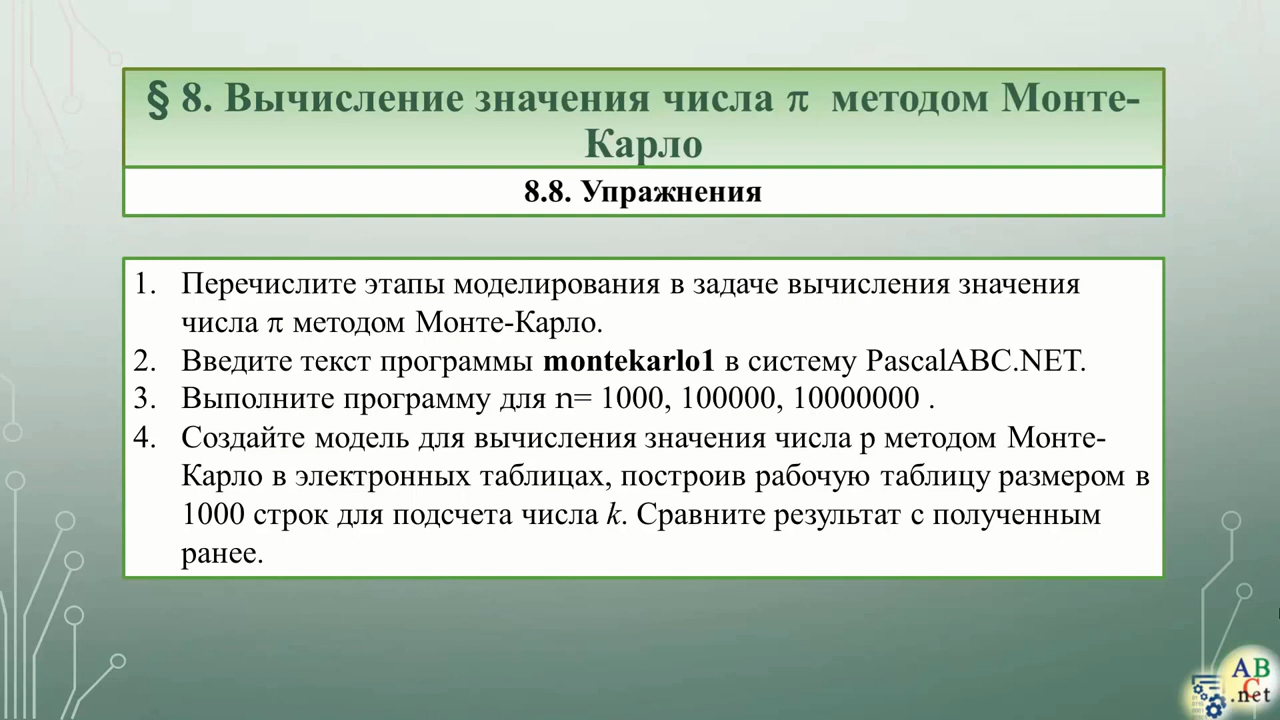 § 8. Вычисление значения числа π методом Монте-
Карло
8.8. Упражнения
1. Перечислите этапы моделирования в задаче вычисления значения
числа π методом Монте-Карло.
2. Введите текст программы montekarlo1 в систему PascalABC.NET.
3. Выполните программу для n= 1000, 100000, 10000000 .
4. Создайте модель для вычисления значения числа p методом Монте-
Карло в электронных таблицах, построив рабочую таблицу размером в
1000 строк для подсчета числа k. Сравните результат с полученным
ранее.
ABC
.net